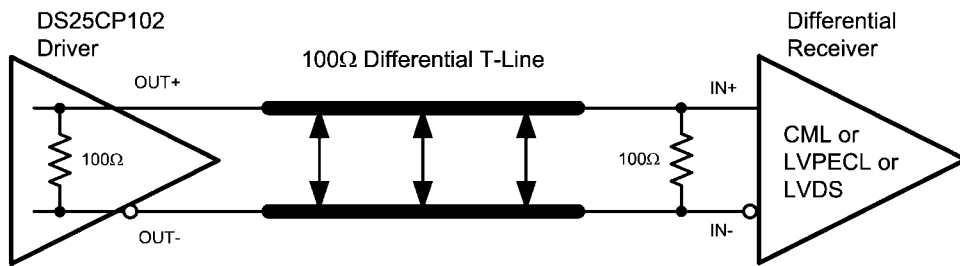 DS25CP102
Driver
100Ω Differential T-Line
Differential
Receiver
OUT+
IN+
100Ω
100Ω
CML or
LVPECL or
LVDS
OUT-
IN-